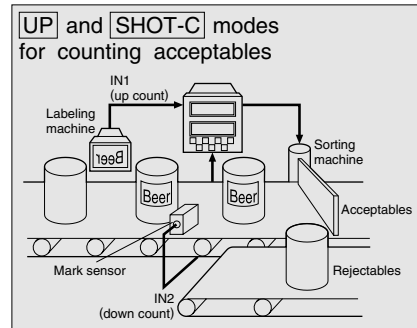 UP and SHOT-C modes
for counting acceptables
IN1
(up count)
Labeling
machine
Beer
Sorting
machine
Beer
Beer
Acceptables
Mark sensor
Rejectables
IN2
(down count)